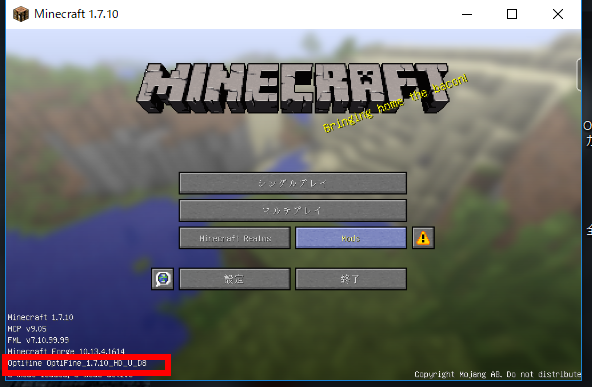 Minecraft 1.7.10
MINECRAFT
Bringing home the bacon!
シングルプレイ
マルチプレイ
Minecraft Realms
Mods
設定
終了
Minecraft 1.7.10
MCP v9.05
FML v7.10.99.99
Minecraft Forge 10.13.4.1614
Optifine OptiFine_1.7.10_HD_U_D8
Copyright Mojang AB. Do not distribute